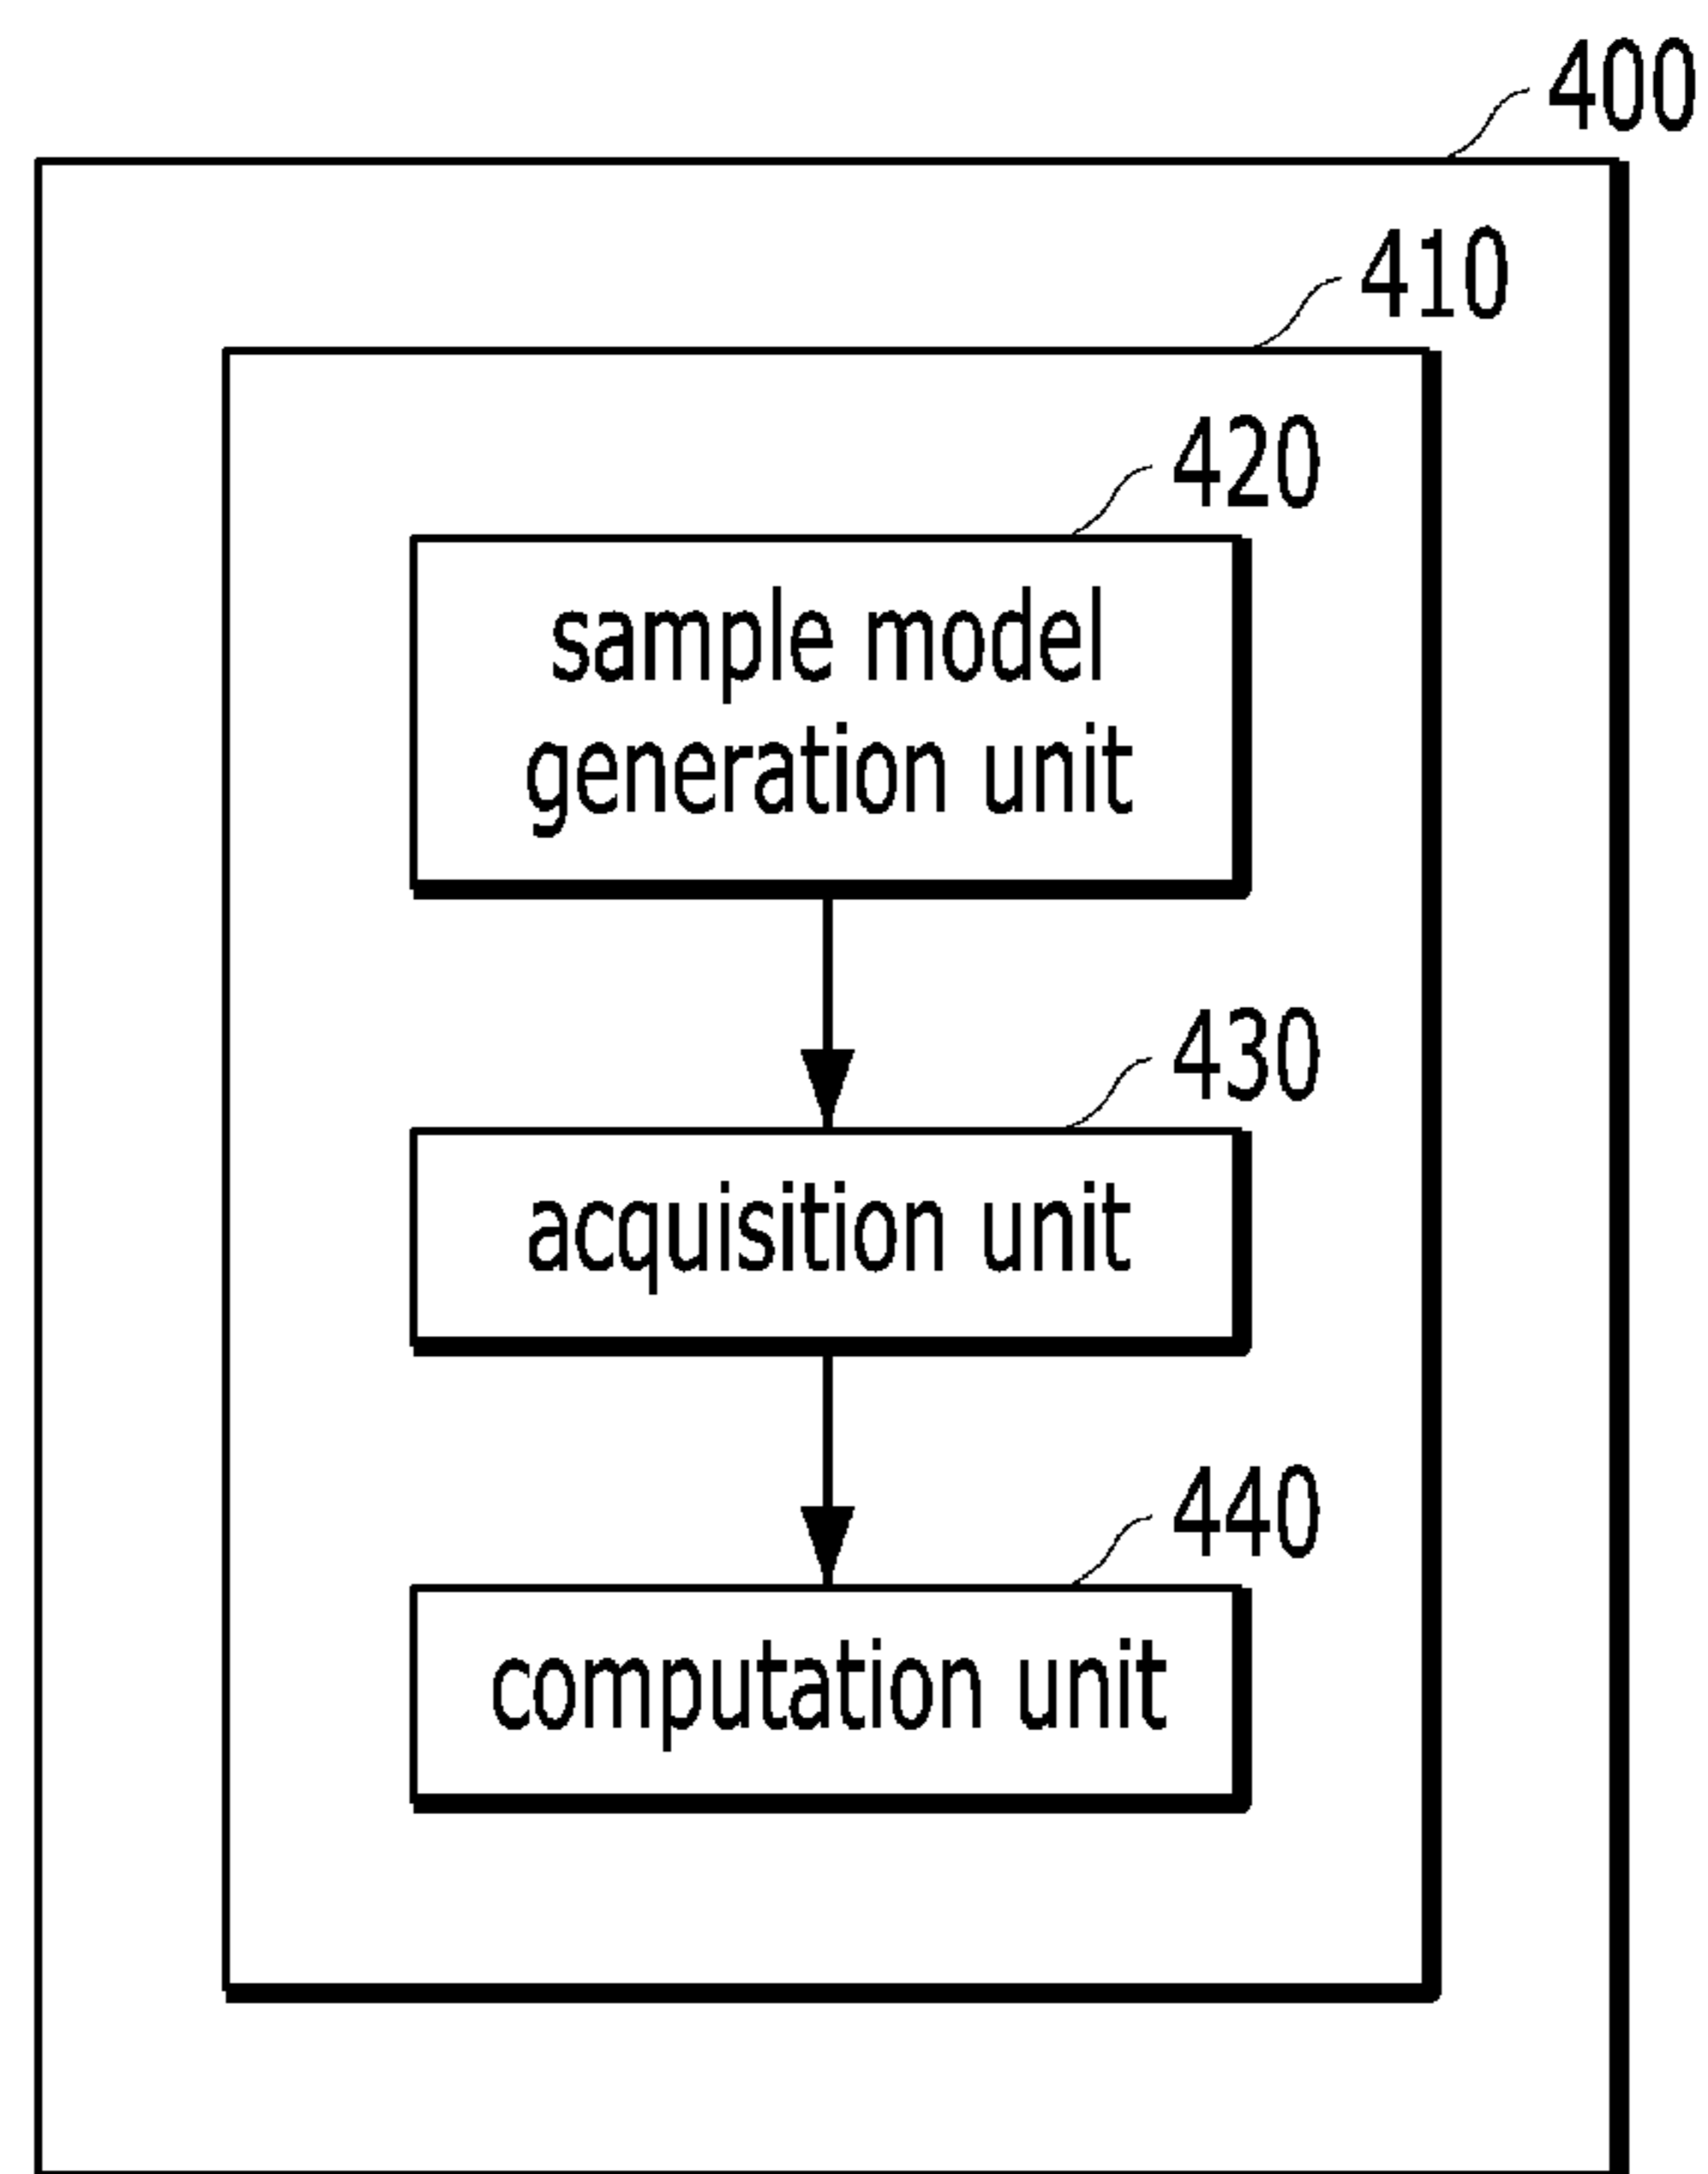 400
410
420
sample model
generation unit
430
acquisition unit
440
computation unit